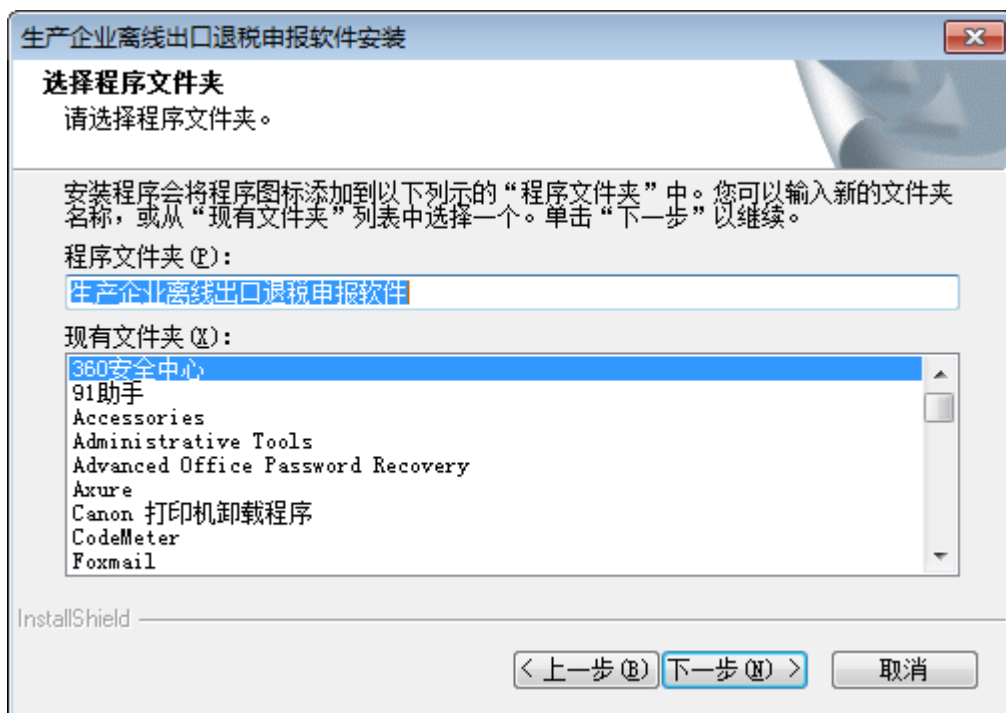 生产企业离线出口退税申报软件安装
选择程序文件夹
请选择程序文件夹。
安装程序会将程序图标添加到以下列示的“程序文件夹”中。您可以输入新的文件夹
名称，或从“现有文件夹”列表中选择一个。单击“下一步”以继续。
程序文件夹(P)：
生产企业离线出口退税申报软件
现有文件夹(X)：
360安全中心
91助手
Accessories
Administrative Tools
Advanced Office Password Recovery
Axure
Canon 打印机卸载程序
CodeMeter
Foxmail
InstallShield
< 上一步(B) 下一步(N) > 取消